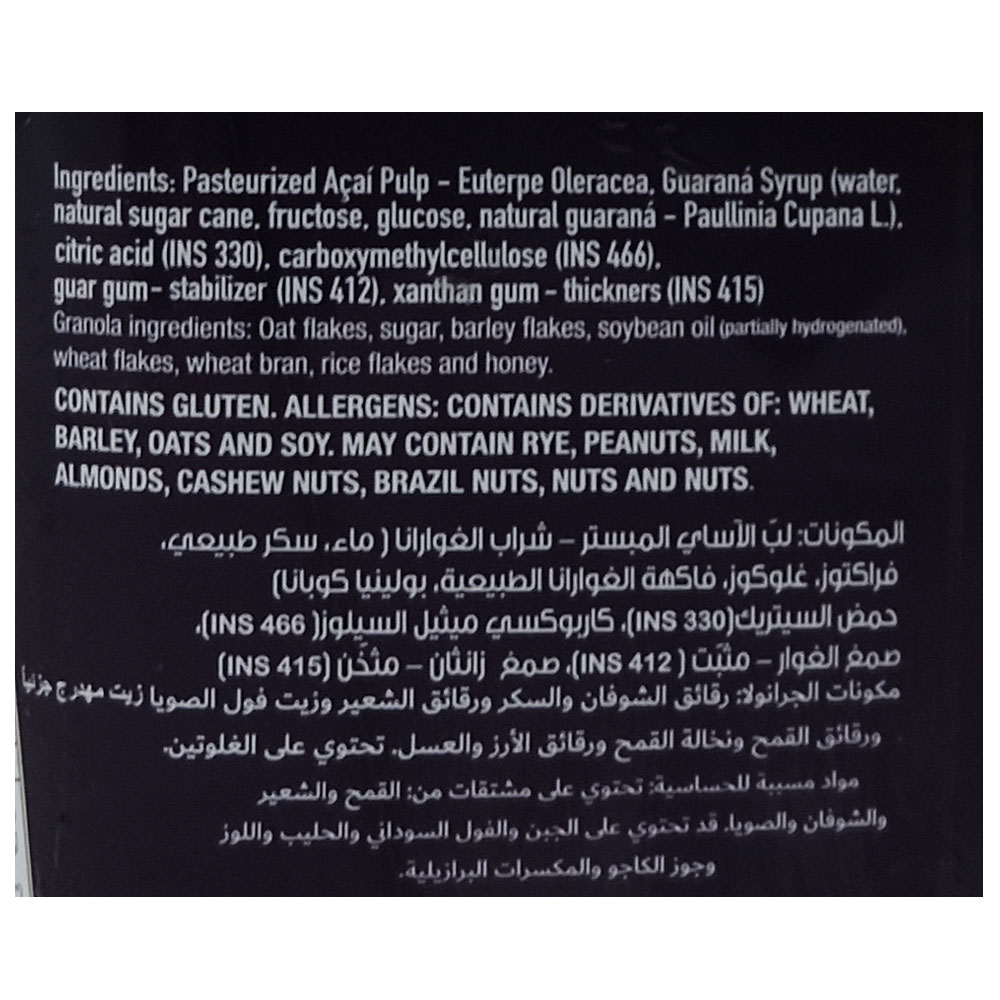 Ingredients: Pasteurized Açaí Pulp – Euterpe Oleracea, Guaraná Syrup (water,
natural sugar cane, fructose, glucose, natural guaraná – Paullinia Cupana L.),
citric acid (INS 330), carboxymethylcellulose (INS 466),
guar gum– stabilizer (INS 412), xanthan gum – thickners (INS 415)
Granola ingredients: Oat flakes, sugar, barley flakes, soybean oil (partially hydrogenated),
wheat flakes, wheat bran, rice flakes and honey.
CONTAINS GLUTEN. ALLERGENS: CONTAINS DERIVATIVES OF: WHEAT,
BARLEY, OATS AND SOY. MAY CONTAIN RYE, PEANUTS, MILK,
ALMONDS, CASHEW NUTS, BRAZIL NUTS, NUTS AND NUTS.
المكونات: لبّ الآساي المبستر – شراب الغوارانا ( ماء، سكر طبيعي،
فراكتوز، غلوكوز، فاكهة الغوارانا الطبيعية، بولينيا كوبانا)
حمض السيتريك(INS 330)، كاربوكسي ميثيل السيلوز( INS 466)،
صمغ الغوار – مثبّت ( INS 412)، صمغ زانثان – مثخّن (INS 415)
مكونات الجرانولا: رقائق الشوفان والسكر ورقائق الشعير وزيت فول الصويا زيت مهدرج جزئيا
ورقائق القمح ونخالة القمح ورقائق الأرز والعسل. تحتوي على الغلوتين.
مواد مسببة للحساسية: تحتوي على مشتقات من: القمح والشعير
والشوفان والصويا. قد تحتوي على الجبن والفول السوداني والحليب واللوز
وجوز الكاجو والمكسرات البرازيلية.